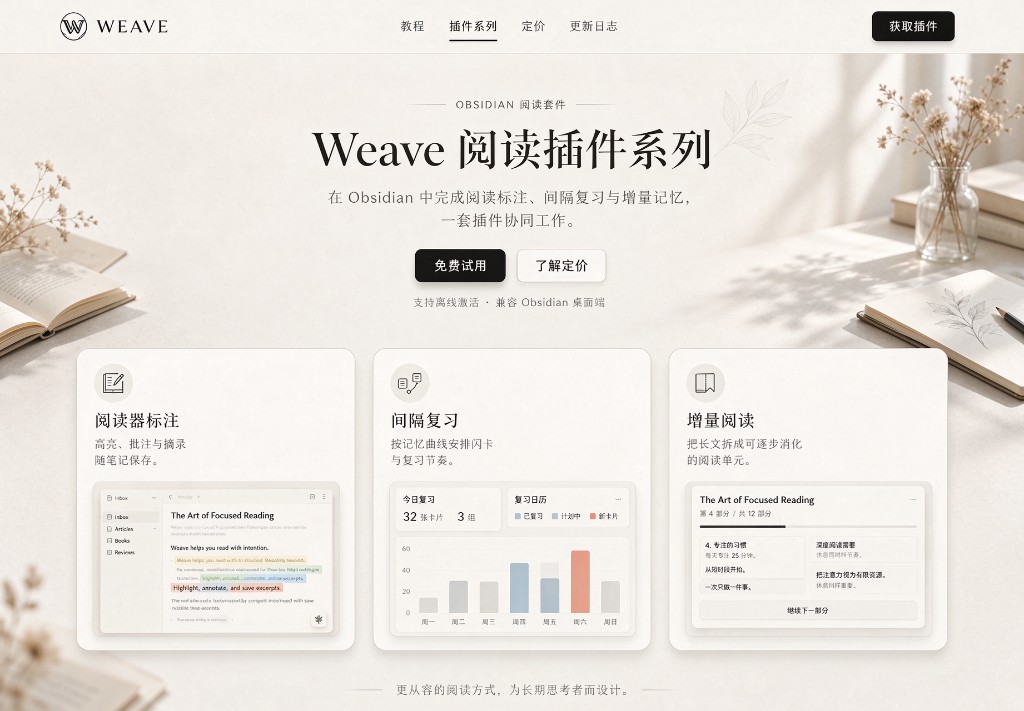 WEAVE
教程
插件系列
定价
更新日志
获取插件
OBSIDIAN 阅读套件
Weave 阅读插件系列
在 Obsidian 中完成阅读标注、间隔复习与增量记忆，
一套插件协同工作。
免费试用
了解定价
支持离线激活 · 兼容 Obsidian 桌面端
阅读器标注
高亮、批注与摘录
随笔记保存。
Inbox
Inbox
Articles
Books
Reviews
The Art of Focused Reading
Weave helps you read with intention.
Weave helps you read with intention
Highlight, annotate, and save excerpts.
间隔复习
按记忆曲线安排闪卡
与复习节奏。
今日复习
32 张卡片 3 组
复习日历
已复习 计划中 新卡片
60
40
20
0
周一 周二 周三 周四 周五 周六 周日
增量阅读
把长文拆成可逐步消化
的阅读单元。
The Art of Focused Reading
第 4 部分 / 共 12 部分
4. 专注的习惯
每天专注 25 分钟。
从短时段开始。
一次只做一件事。
深度阅读需要
把注意力视为有限资源。
继续下一部分
更从容的阅读方式，为长期思考者而设计。